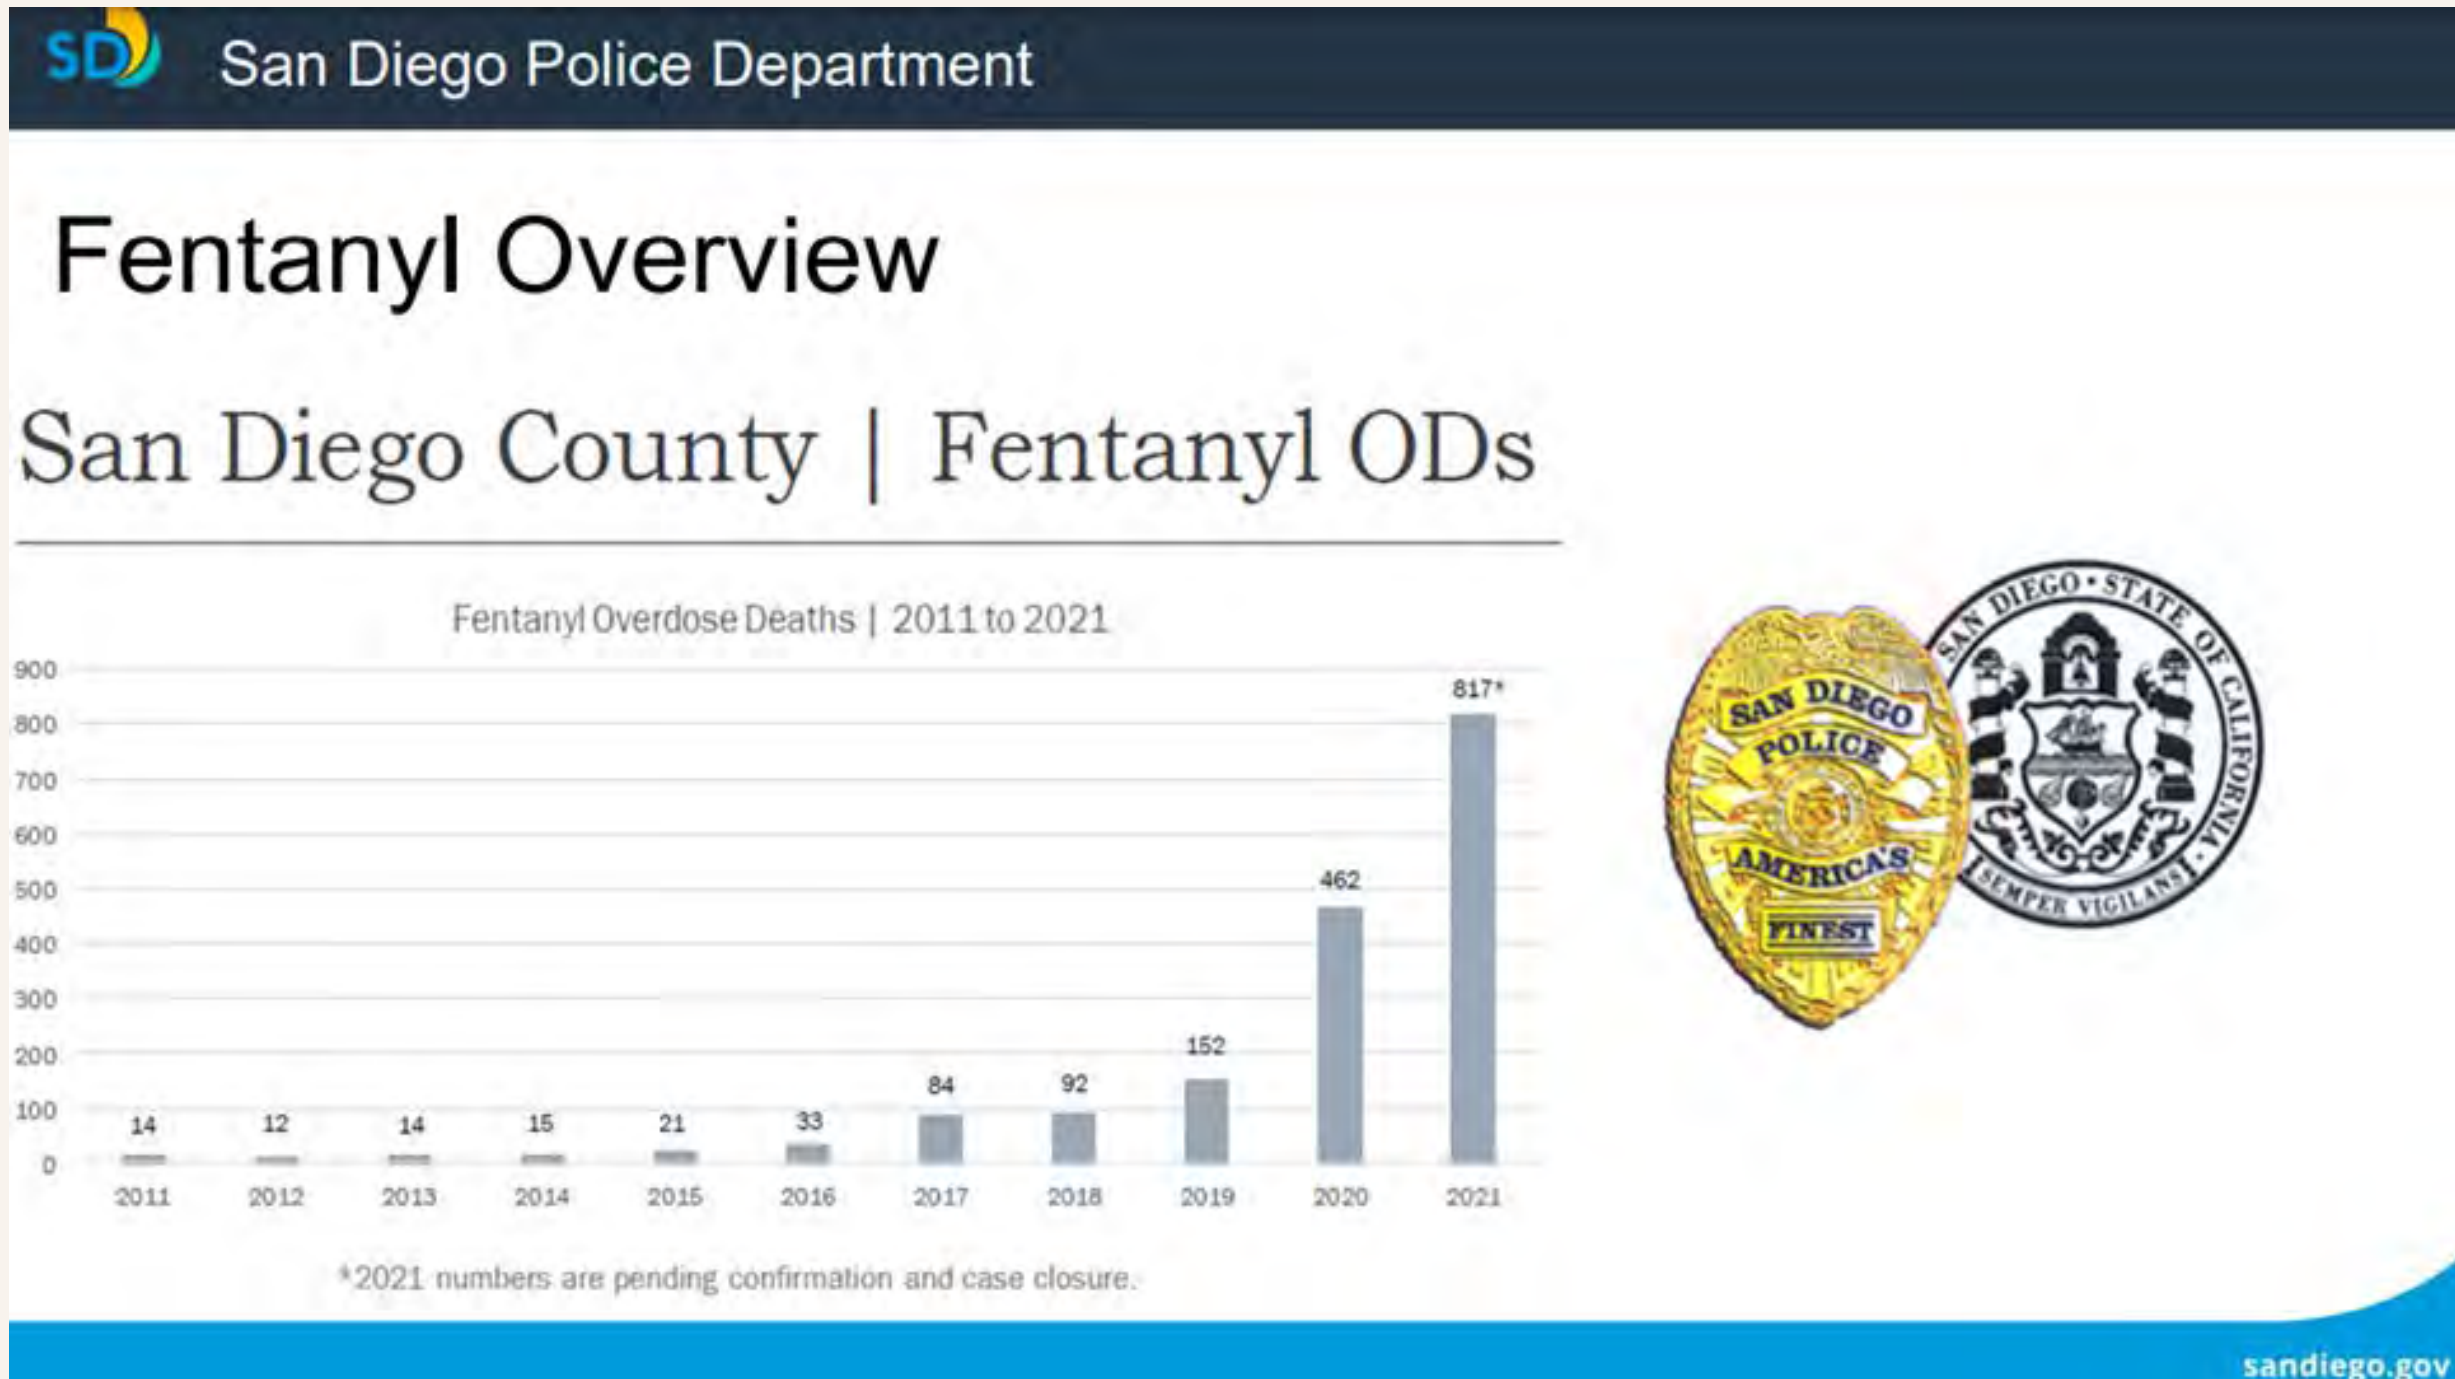 SD
San Diego Police Department
Fentanyl Overview
San Diego County | Fentanyl ODs
Fentanyl Overdose Deaths | 2011 to 2021
900
800
700
600
500
400
300
200
100
0
14
12
14
15
21
33
84
92
152
462
817*
2011
2012
2013
2014
2015
2016
2017
2018
2019
2020
2021
*2021 numbers are pending confirmation and case closure.
SAN DIEGO
POLICE
AMERICA'S
FINEST
SAN DIEGO • STATE OF CALIFORNIA •
SEMPER VIGILANS
sandiego.gov